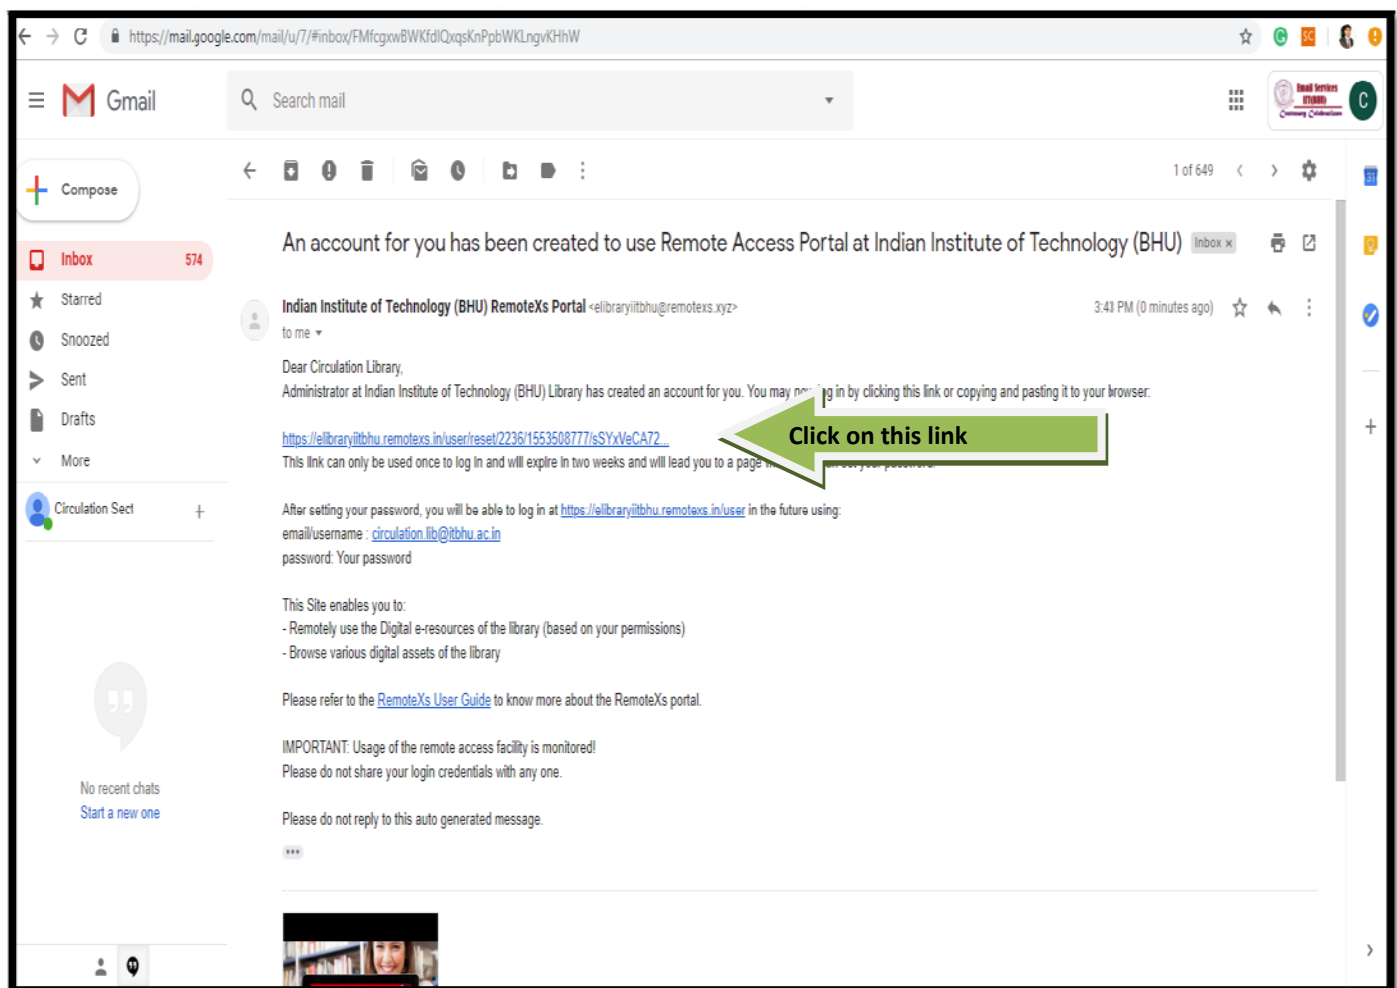 https://mail.google.com/mail/u/7/#inbox/FMfcgxwBWKfdlQxqsKnPpbWKLngvKHhW
SC
Gmail
Search mail
Email Services
IIT(BHU)
Centenary Celebrations
C
Compose
1 of 649
31
An account for you has been created to use Remote Access Portal at Indian Institute of Technology (BHU) Inbox x
Inbox 574
Starred
Snoozed
Sent
Drafts
More
Circulation Sect
Indian Institute of Technology (BHU) RemoteXs Portal <elibraryiitbhu@remotexs.xyz>
3:41 PM (0 minutes ago)
to me
Dear Circulation Library,
Administrator at Indian Institute of Technology (BHU) Library has created an account for you. You may now log in by clicking this link or copying and pasting it to your browser:
https://elibraryiitbhu.remotexs.in/user/reset/2236/1553508777/sSYxVeCA72...
Click on this link
This link can only be used once to log in and will expire in two weeks and will lead you to a page your password.
After setting your password, you will be able to log in at https://elibraryiitbhu.remotexs.in/user in the future using:
email/username : circulation.lib@itbhu.ac.in
password: Your password
This Site enables you to:
- Remotely use the Digital e-resources of the library (based on your permissions)
- Browse various digital assets of the library
Please refer to the RemoteXs User Guide to know more about the RemoteXs portal.
IMPORTANT: Usage of the remote access facility is monitored!
Please do not share your login credentials with any one.
Please do not reply to this auto generated message.
No recent chats
Start a new one